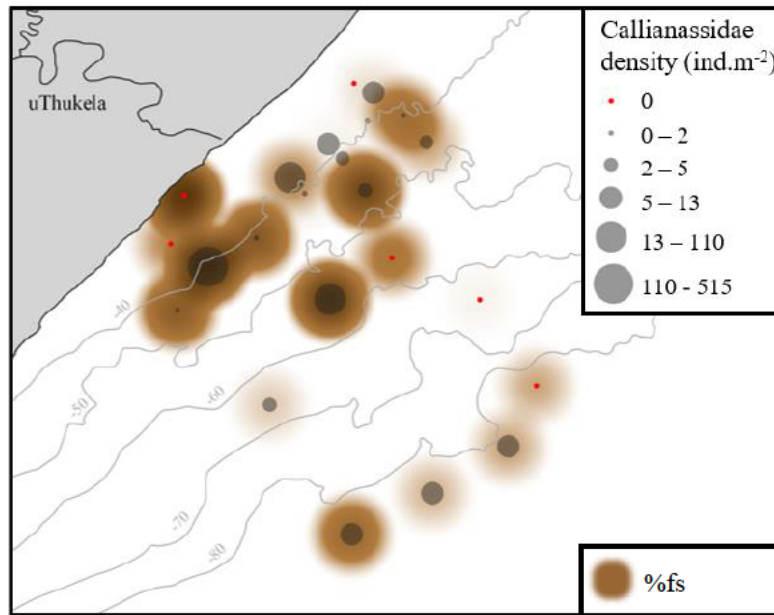 Callianassidae
density (ind.m⁻²)
0
0 – 2
2 – 5
5 – 13
13 – 110
110 - 515
uThukela
-40
-50
-60
-70
-80
%fs